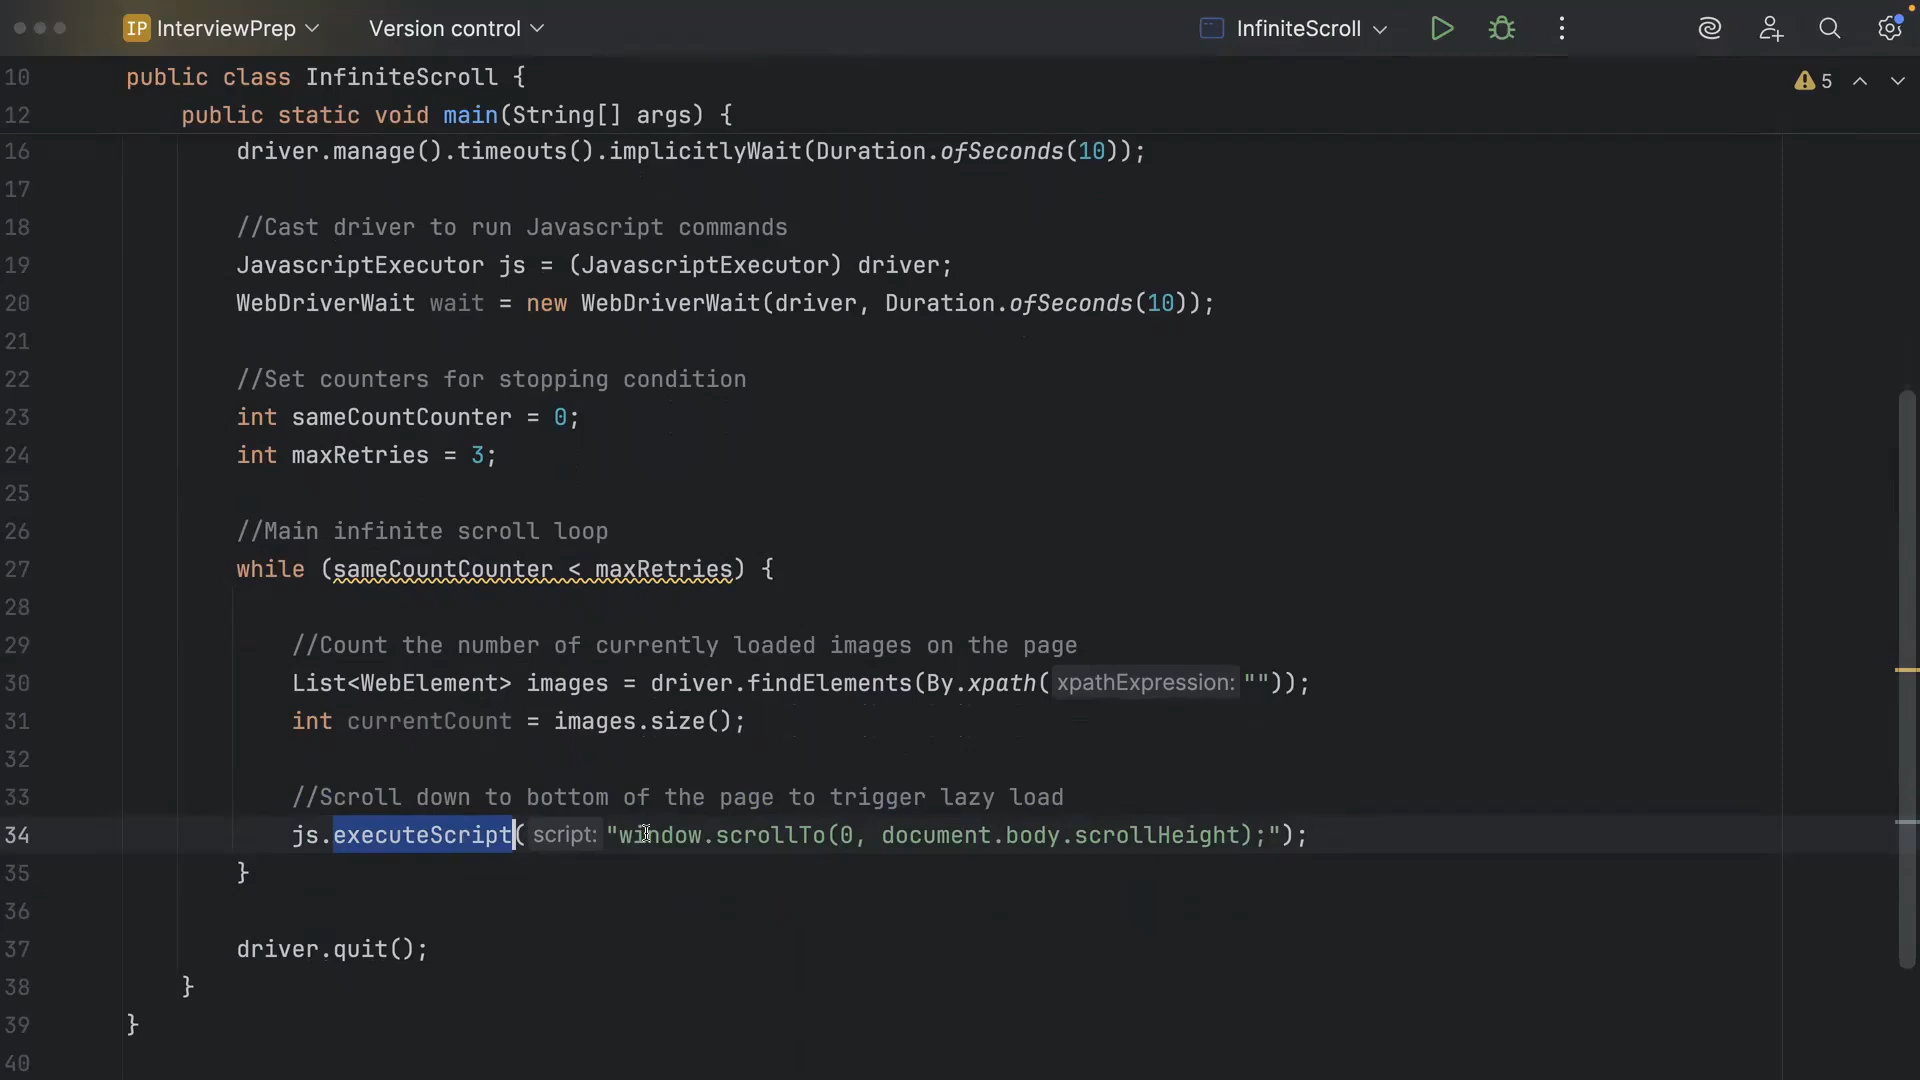 IP InterviewPrep Version control InfiniteScroll
10 public class InfiniteScroll { 5
12 public static void main(String[] args) {
16 driver.manage().timeouts().implicitlyWait(Duration.ofSeconds(10));
17
18 //Cast driver to run Javascript commands
19 JavascriptExecutor js = (JavascriptExecutor) driver;
20 WebDriverWait wait = new WebDriverWait(driver, Duration.ofSeconds(10));
21
22 //Set counters for stopping condition
23 int sameCountCounter = 0;
24 int maxRetries = 3;
25
26 //Main infinite scroll loop
27 while (sameCountCounter < maxRetries) {
28
29 //Count the number of currently loaded images on the page
30 List<WebElement> images = driver.findElements(By.xpath( xpathExpression: ""));
31 int currentCount = images.size();
32
33 //Scroll down to bottom of the page to trigger lazy load
34 js.executeScript( script: "window.scrollTo(0, document.body.scrollHeight);");
35 }
36
37 driver.quit();
38 }
39 }
40